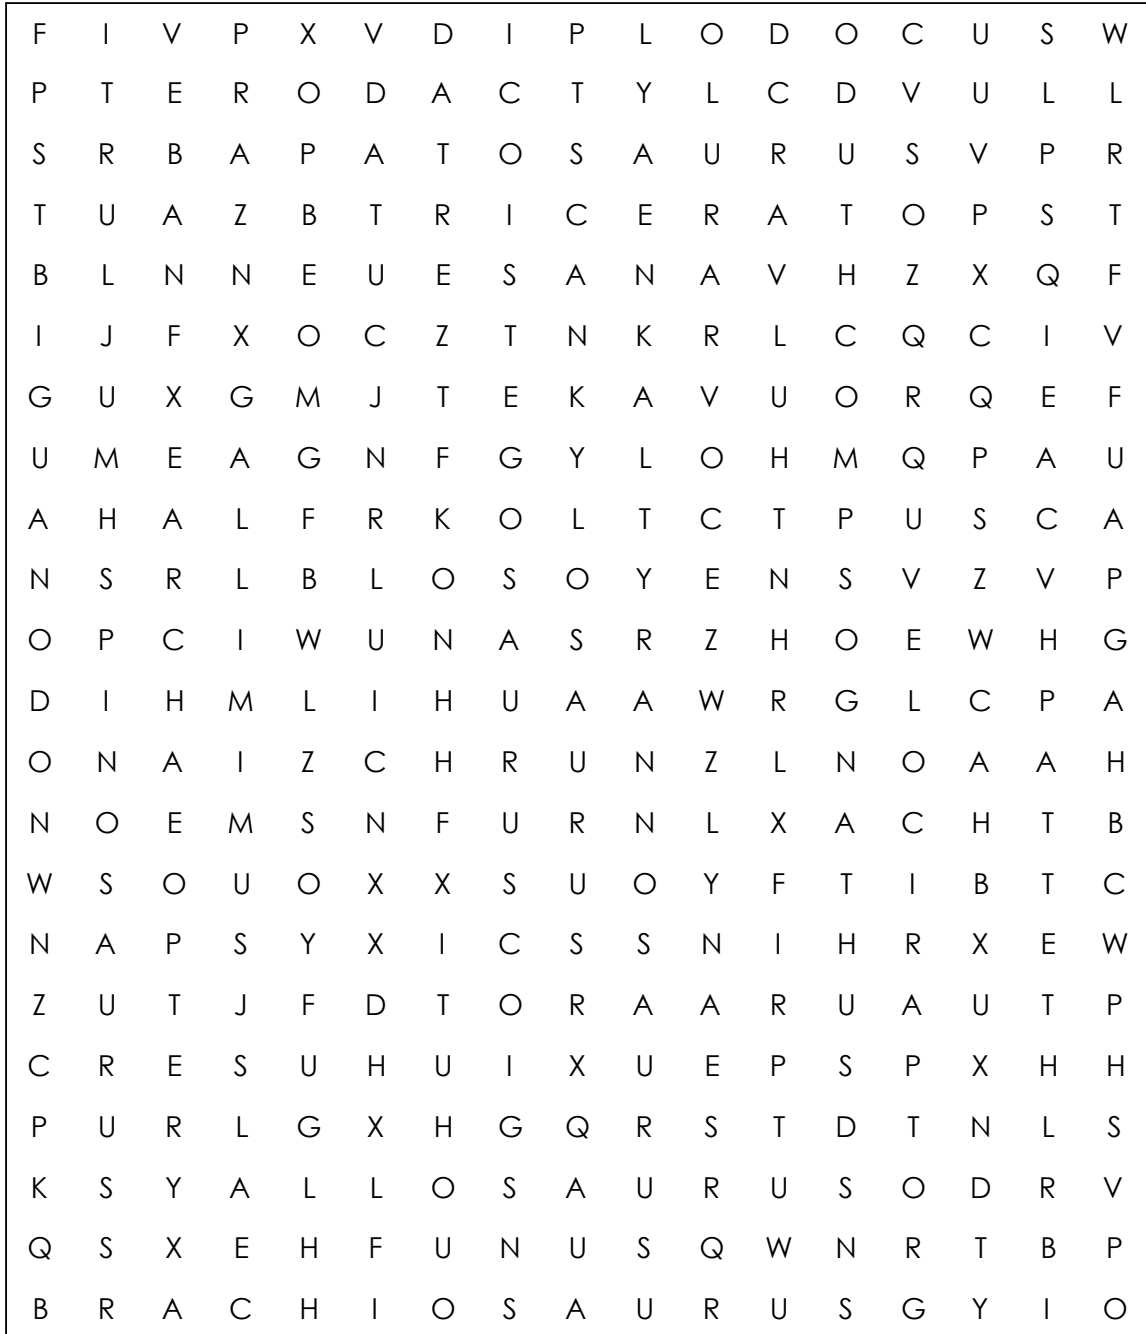 F I V P X V D I P L O D O C U S W
P T E R O D A C T Y L C D V U L L
S R B A P A T O S A U R U S V P R
T U A Z B T R I C E R A T O P S T
B L N N E U E S A N A V H Z X Q F
I J F X O C Z T N K R L C Q C I V
G U X G M J T E K A V U O R Q E F
U M E A G N F G Y L O H M Q P A U
A H A L F R K O L T C T P U S C A
N S R L B L O S O Y E N S V Z V P
O P C I W U N A S R Z H O E W H G
D I H M L I H U A A W R G L C P A
O N A I Z C H R U N Z L N O A A H
N O E M S N F U R N L X A C H T B
W S O U O X X S U O Y F T I B T C
N A P S Y X I C S S N I H R X E W
Z U T J F D T O R A A R U A U T P
C R E S U H U I X U E P S P X H H
P U R L G X H G Q R S T D T N L S
K S Y A L L O S A U R U S O D R V
Q S X E H F U N U S Q W N R T B P
B R A C H I O S A U R U S G Y I O